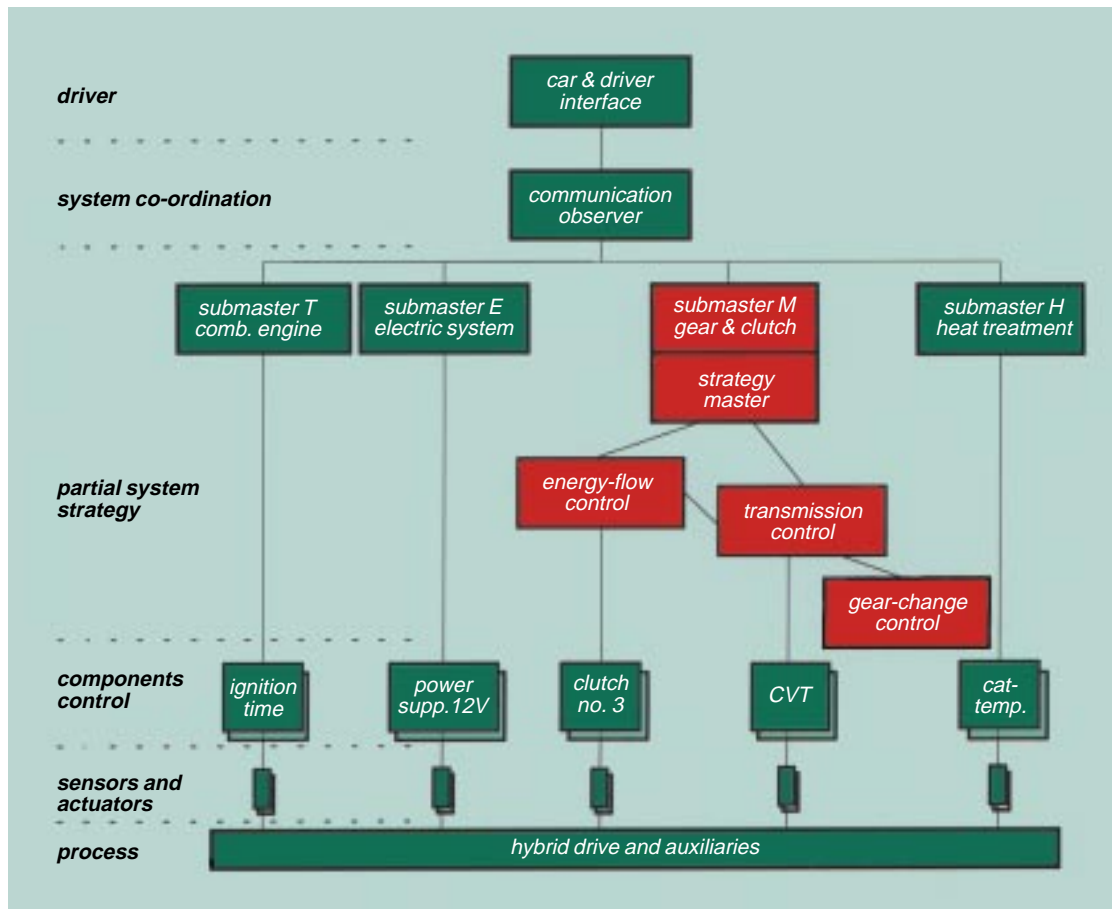 car & driver
interface
driver
system co-ordination
communication
observer
submaster T
comb. engine
submaster E
electric system
submaster M
gear & clutch
submaster H
heat treatment
strategy
master
partial system
strategy
energy-flow
control
transmission
control
gear-change
control
components
control
ignition
time
power
supp.12V
clutch
no. 3
CVT
cat-
temp.
sensors and
actuators
process
hybrid drive and auxiliaries